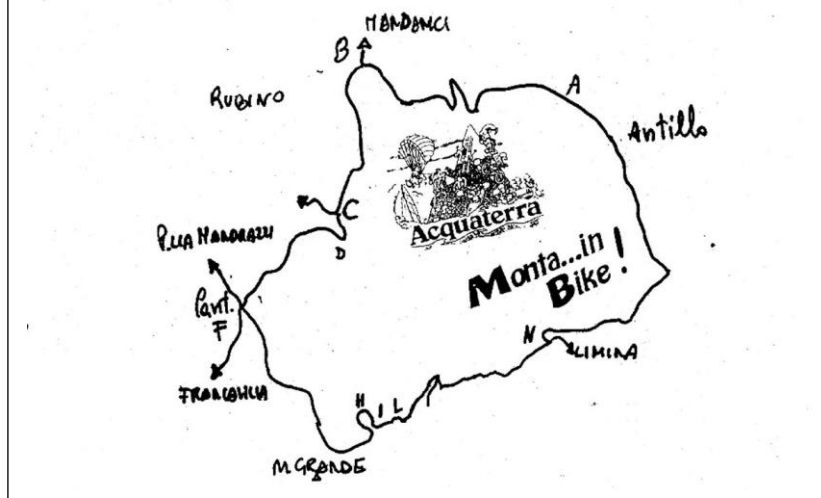 MANDANICI
B
A
RUBINO
Antillo
Acquaterra
C
P.LLA MANDRAZZI
D
Monta...in
Bike !
Pant.
F
N
LIMINA
FRANCAVILLA
H I L
M. GRANDE